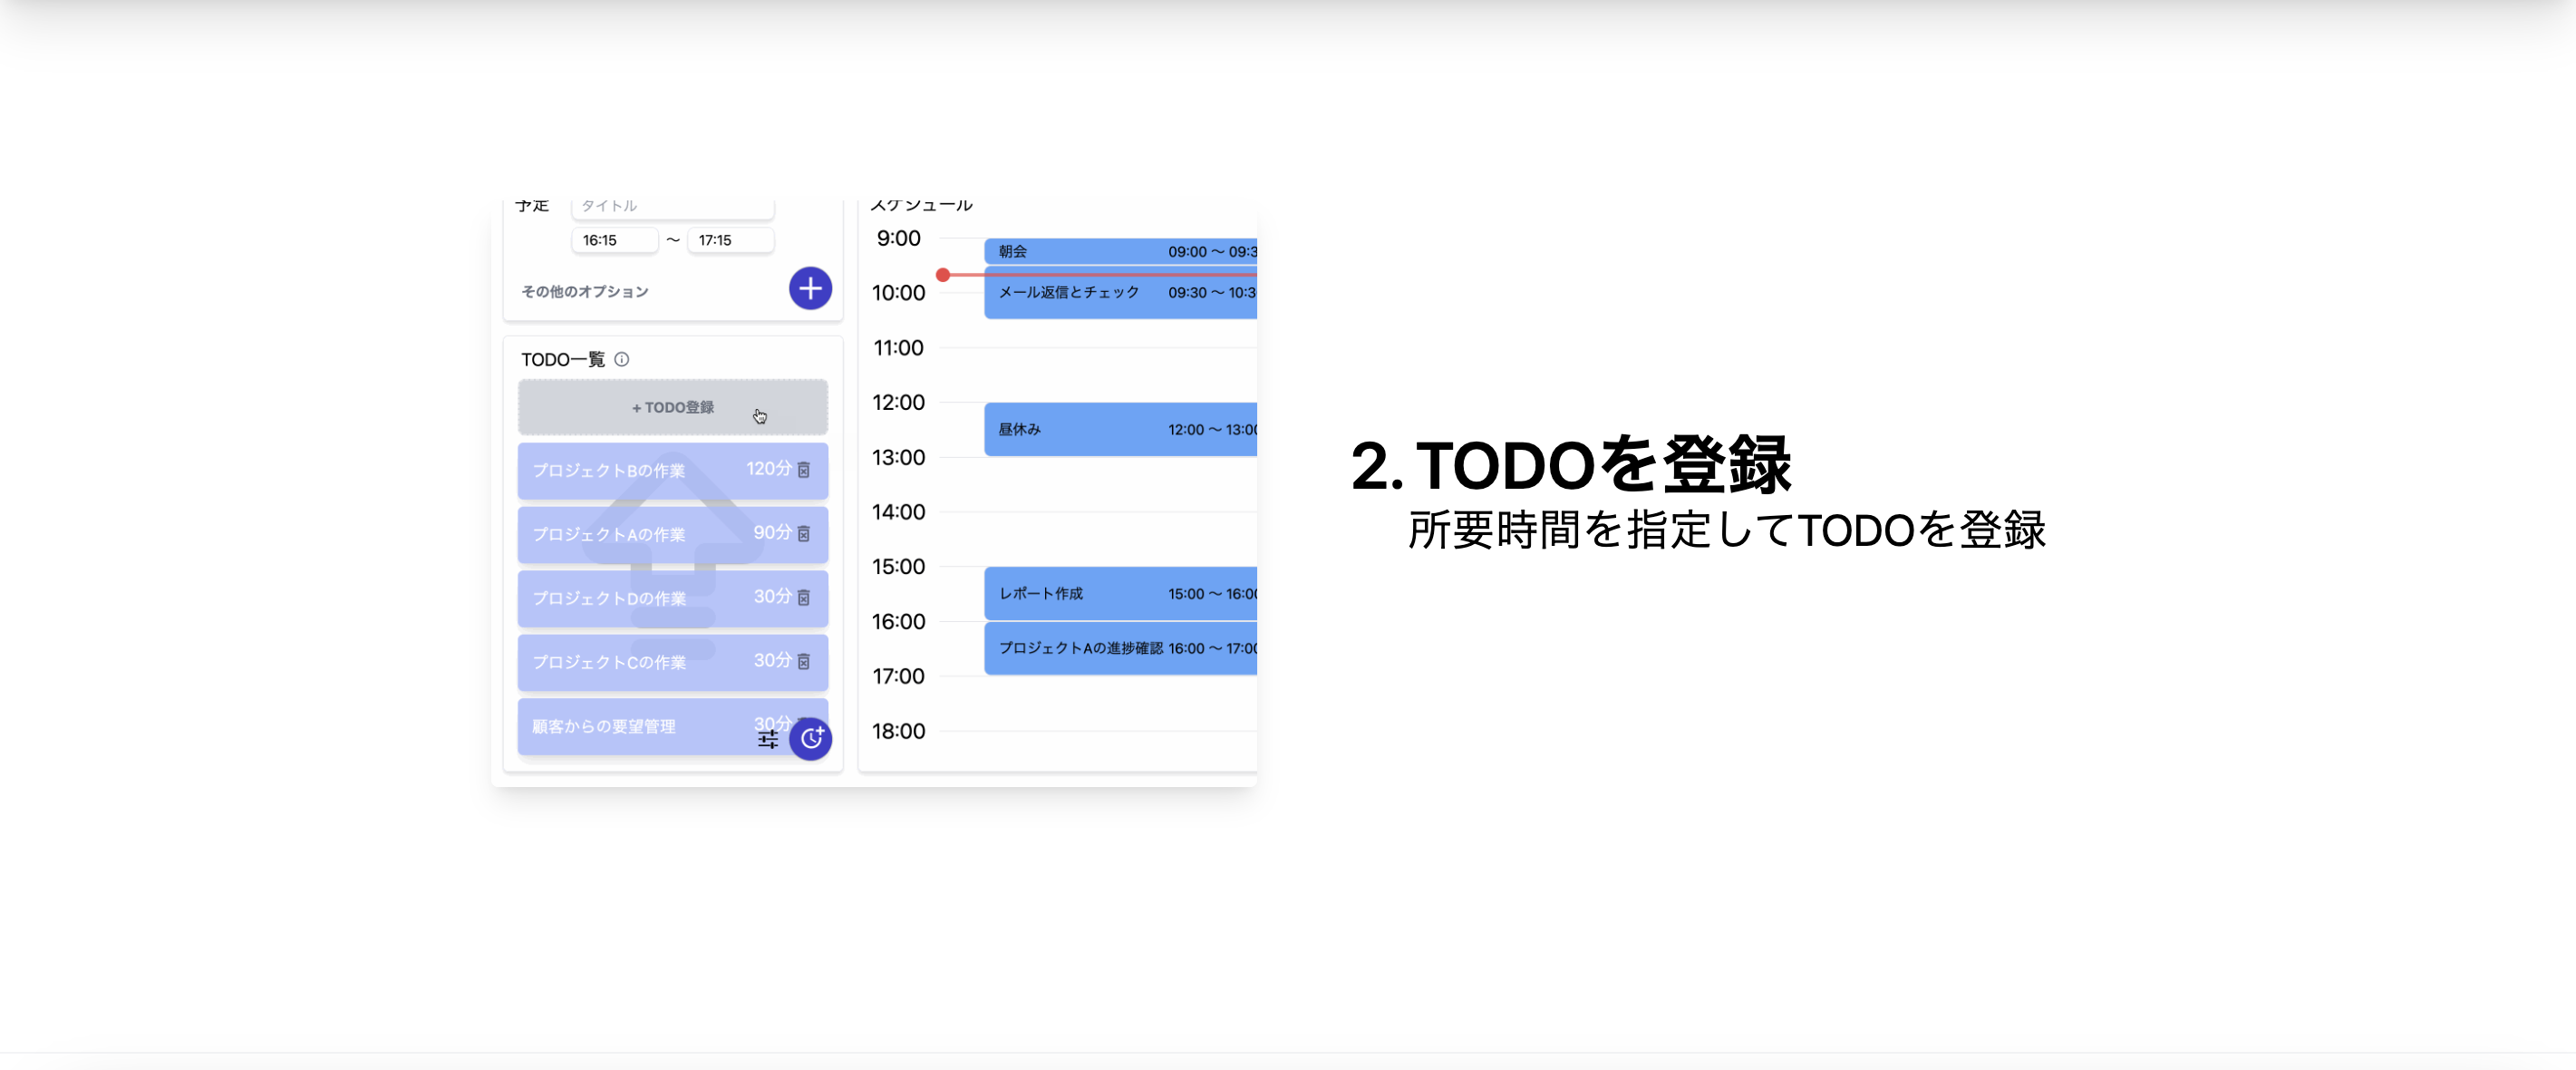 予定
タイトル
16:15 〜 17:15
その他のオプション
TODO一覧
+ TODO登録
プロジェクトBの作業 120分
プロジェクトAの作業 90分
プロジェクトDの作業 30分
プロジェクトCの作業 30分
顧客からの要望管理 30分
スケジュール
9:00
朝会 09:00 〜 09:3
10:00
メール返信とチェック 09:30 〜 10:3
11:00
12:00
昼休み 12:00 〜 13:00
13:00
14:00
15:00
レポート作成 15:00 〜 16:00
16:00
プロジェクトAの進捗確認 16:00 〜 17:00
17:00
18:00
2. TODOを登録
所要時間を指定してTODOを登録